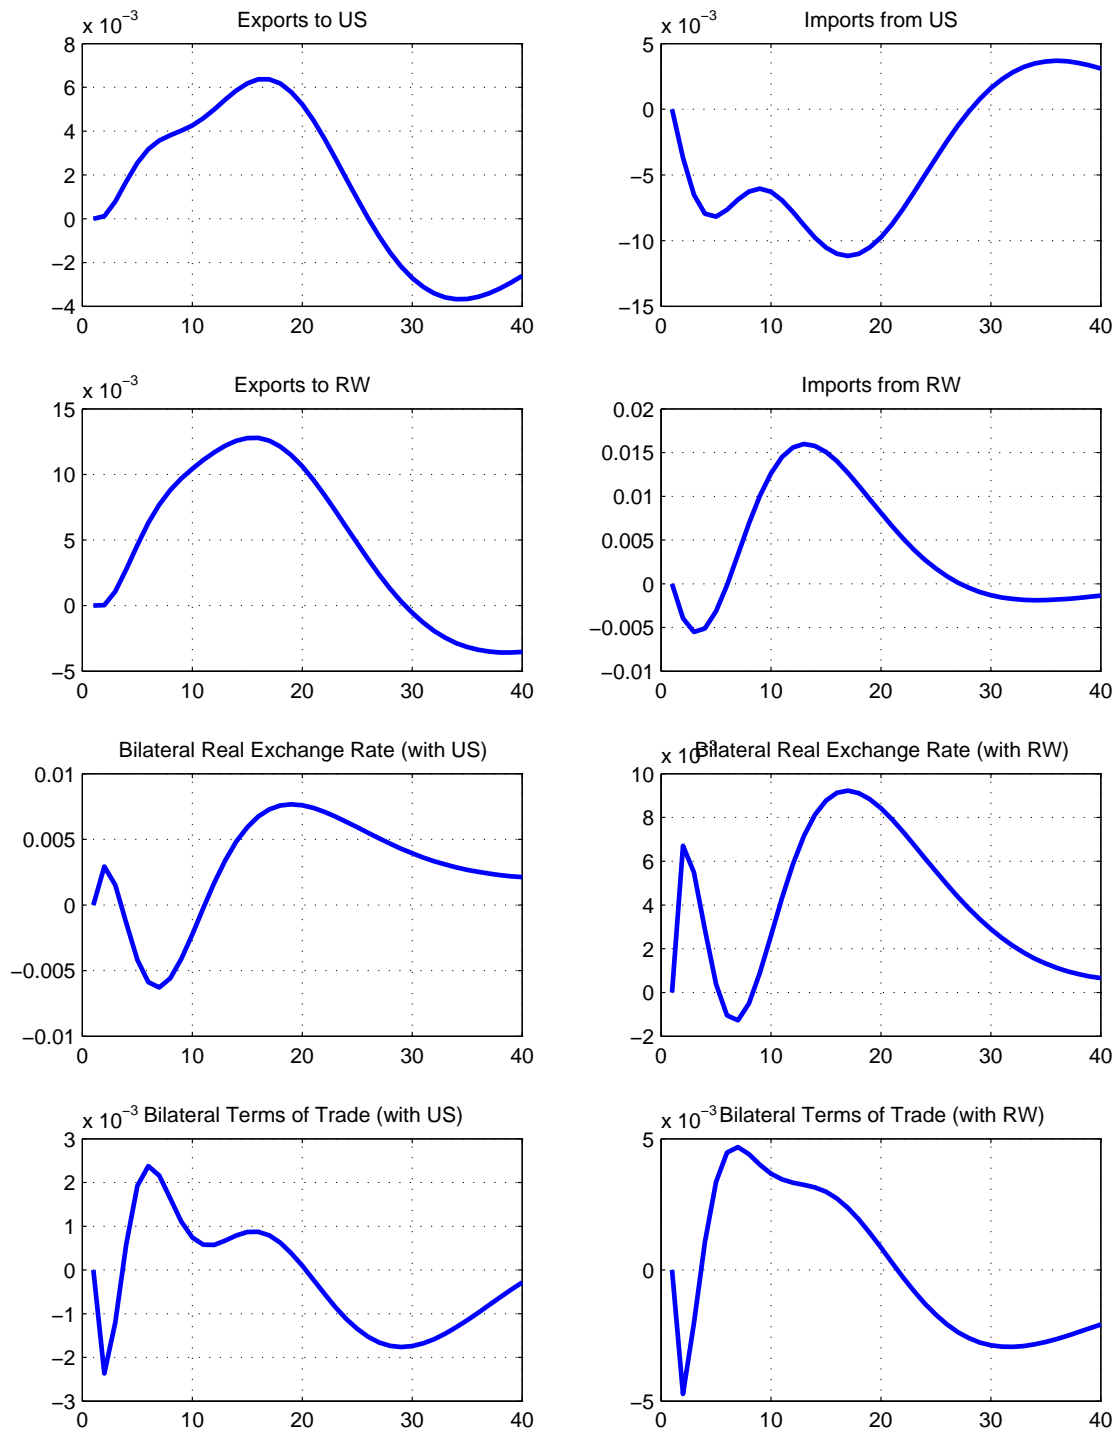 Exports to US
x 10−3
8
6
4
2
0
−2
−4
0 10 20 30 40
Imports from US
x 10−3
5
0
−5
−10
−15
0 10 20 30 40
Exports to RW
x 10−3
15
10
5
0
−5
0 10 20 30 40
Imports from RW
0.02
0.015
0.01
0.005
0
−0.005
−0.01
0 10 20 30 40
Bilateral Real Exchange Rate (with US)
0.01
0.005
0
−0.005
−0.01
0 10 20 30 40
Bilateral Real Exchange Rate (with RW)
x 10−3
10
8
6
4
2
0
−2
0 10 20 30 40
Bilateral Terms of Trade (with US)
x 10−3
3
2
1
0
−1
−2
−3
0 10 20 30 40
Bilateral Terms of Trade (with RW)
x 10−3
5
0
−5
0 10 20 30 40